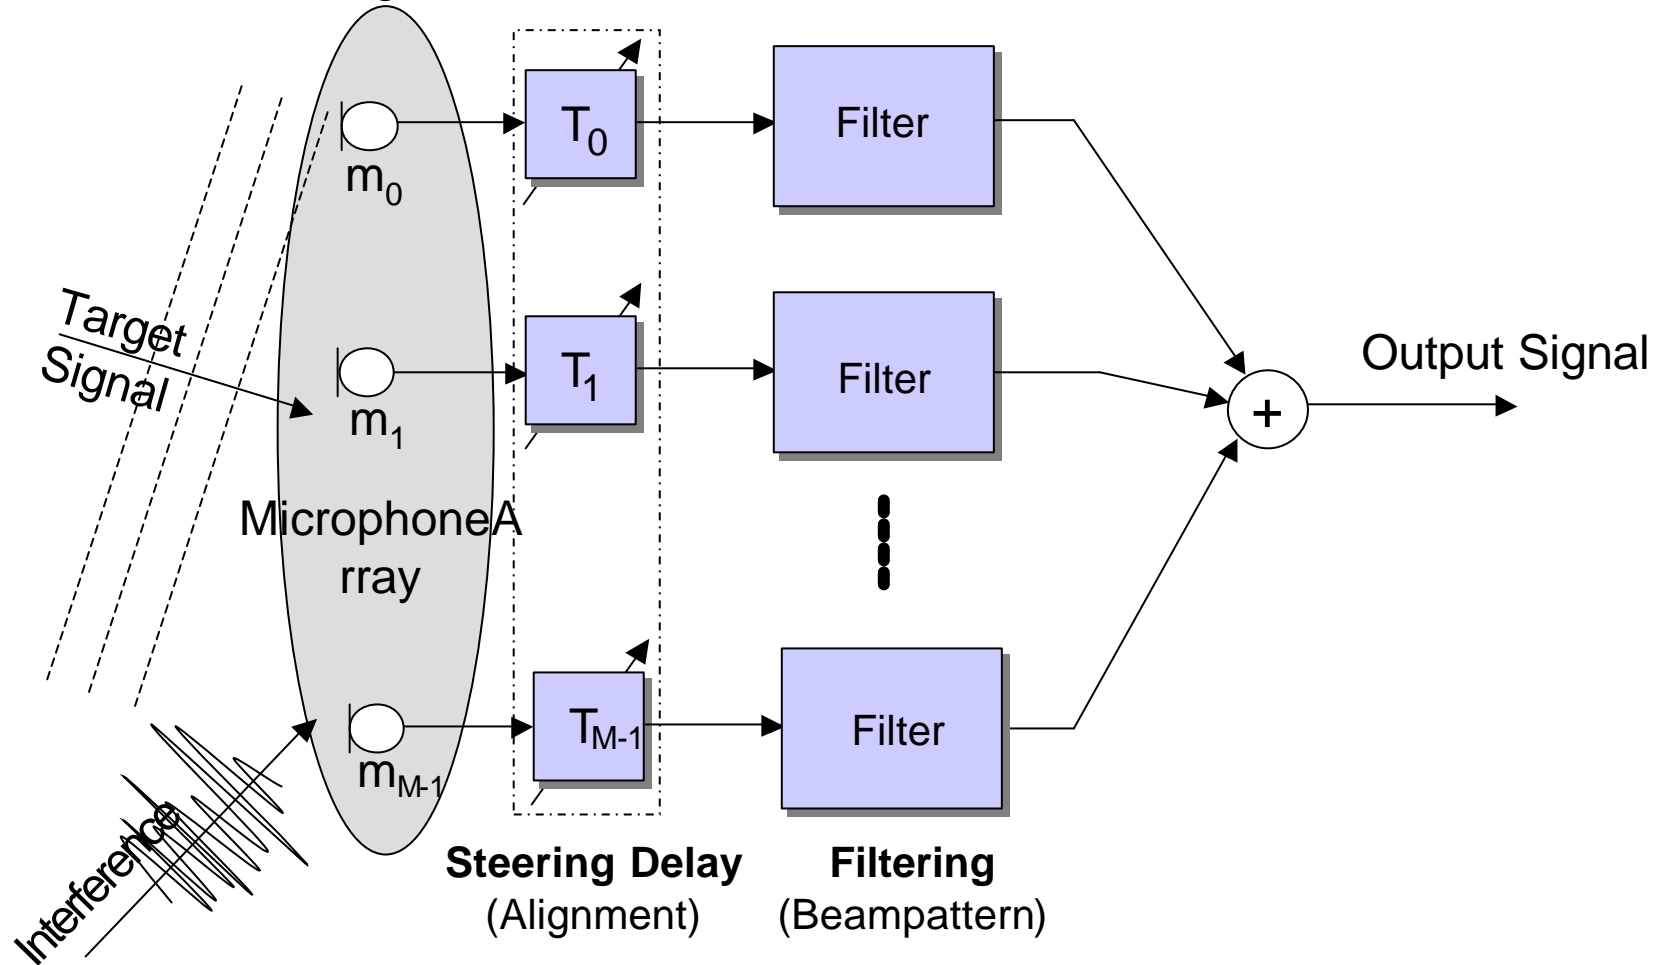 m0
T0
Filter
Target
Signal
m1
T1
Filter
+
Output Signal
MicrophoneA
rray
mM-1
TM-1
Filter
Interference
Steering Delay
(Alignment)
Filtering
(Beampattern)